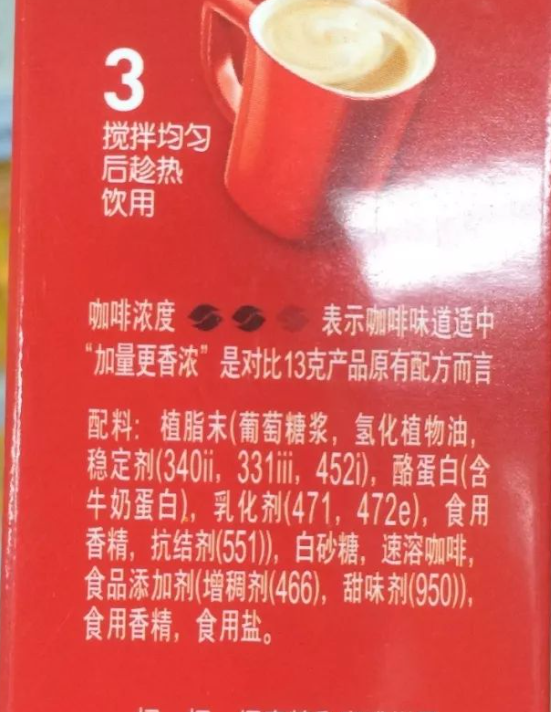 3
搅拌均匀
后趁热
饮用
咖啡浓度 表示咖啡味道适中
“加量更香浓”是对比13克产品原有配方而言
配料：植脂末(葡萄糖浆，氢化植物油，
稳定剂(340ii，331iii，452i)，酪蛋白(含
牛奶蛋白)，乳化剂(471，472e)，食用
香精，抗结剂(551))，白砂糖，速溶咖啡，
食品添加剂(增稠剂(466)，甜味剂(950))，
食用香精，食用盐。